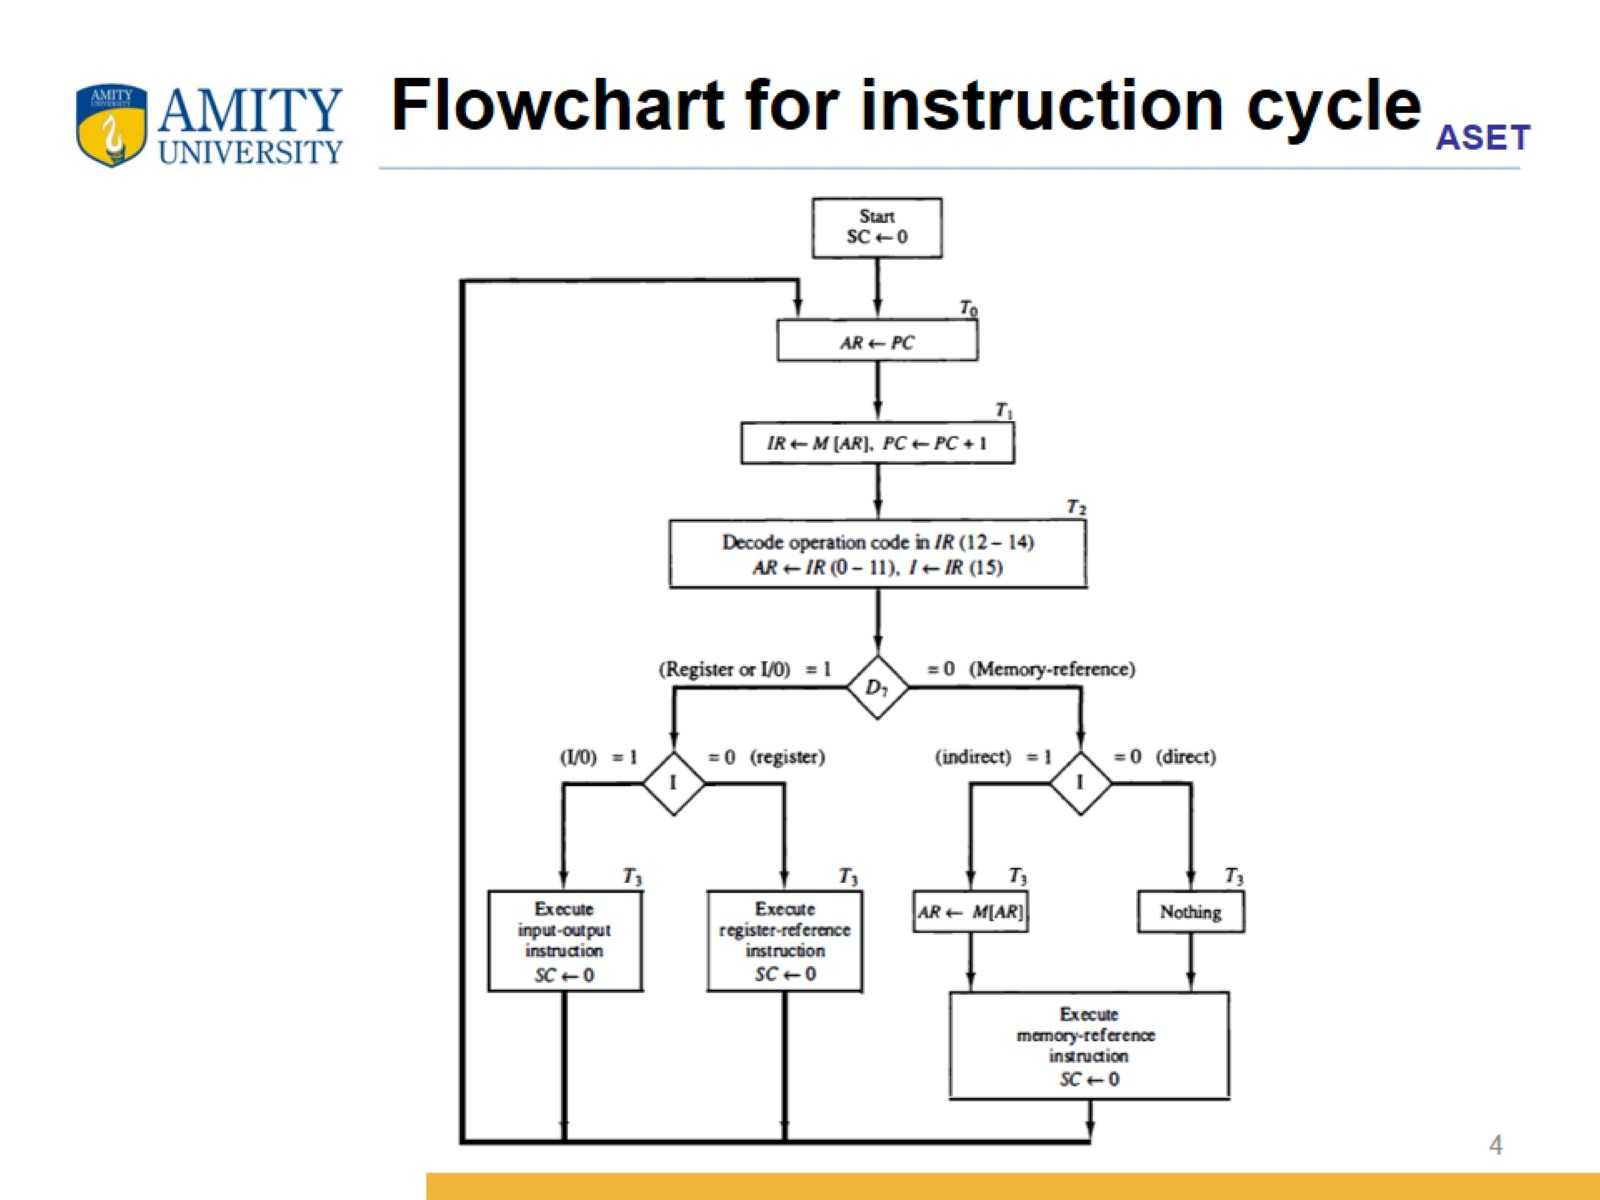 AMITY
UNIVERSITY
AMITY
UNIVERSITY
Flowchart for instruction cycle
ASET
Start
SC ← 0
T₀
AR ← PC
T₁
IR ← M [AR], PC ← PC + 1
T₂
Decode operation code in IR (12 – 14)
AR ← IR (0 – 11), I ← IR (15)
(Register or I/0) = 1
D₇
= 0 (Memory-reference)
(I/0) = 1
I
= 0 (register)
(indirect) = 1
I
= 0 (direct)
T₃
Execute
input-output
instruction
SC ← 0
T₃
Execute
register-reference
instruction
SC ← 0
T₃
AR ← M[AR]
T₃
Nothing
Execute
memory-reference
instruction
SC ← 0
4